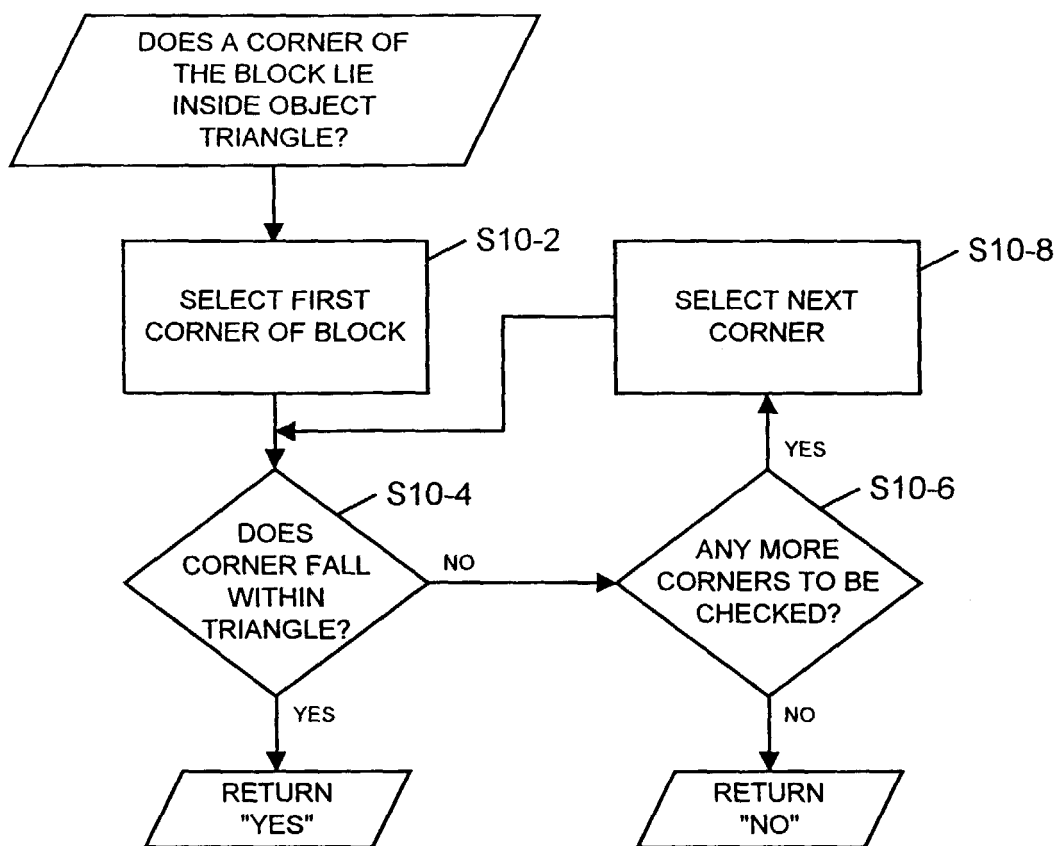 DOES A CORNER OF
THE BLOCK LIE
INSIDE OBJECT
TRIANGLE?
S10-2
SELECT FIRST
CORNER OF BLOCK
S10-8
SELECT NEXT
CORNER
YES
S10-4
DOES
CORNER FALL
WITHIN
TRIANGLE?
NO
S10-6
ANY MORE
CORNERS TO BE
CHECKED?
YES
NO
RETURN
"YES"
RETURN
"NO"